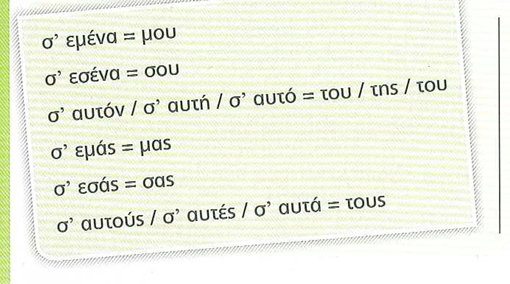 σ' εμένα = μου
σ' εσένα = σου
σ' αυτόν / σ' αυτή / σ' αυτό = του / της / του
σ' εμάς = μας
σ' εσάς = σας
σ' αυτούς / σ' αυτές / σ' αυτά = τους